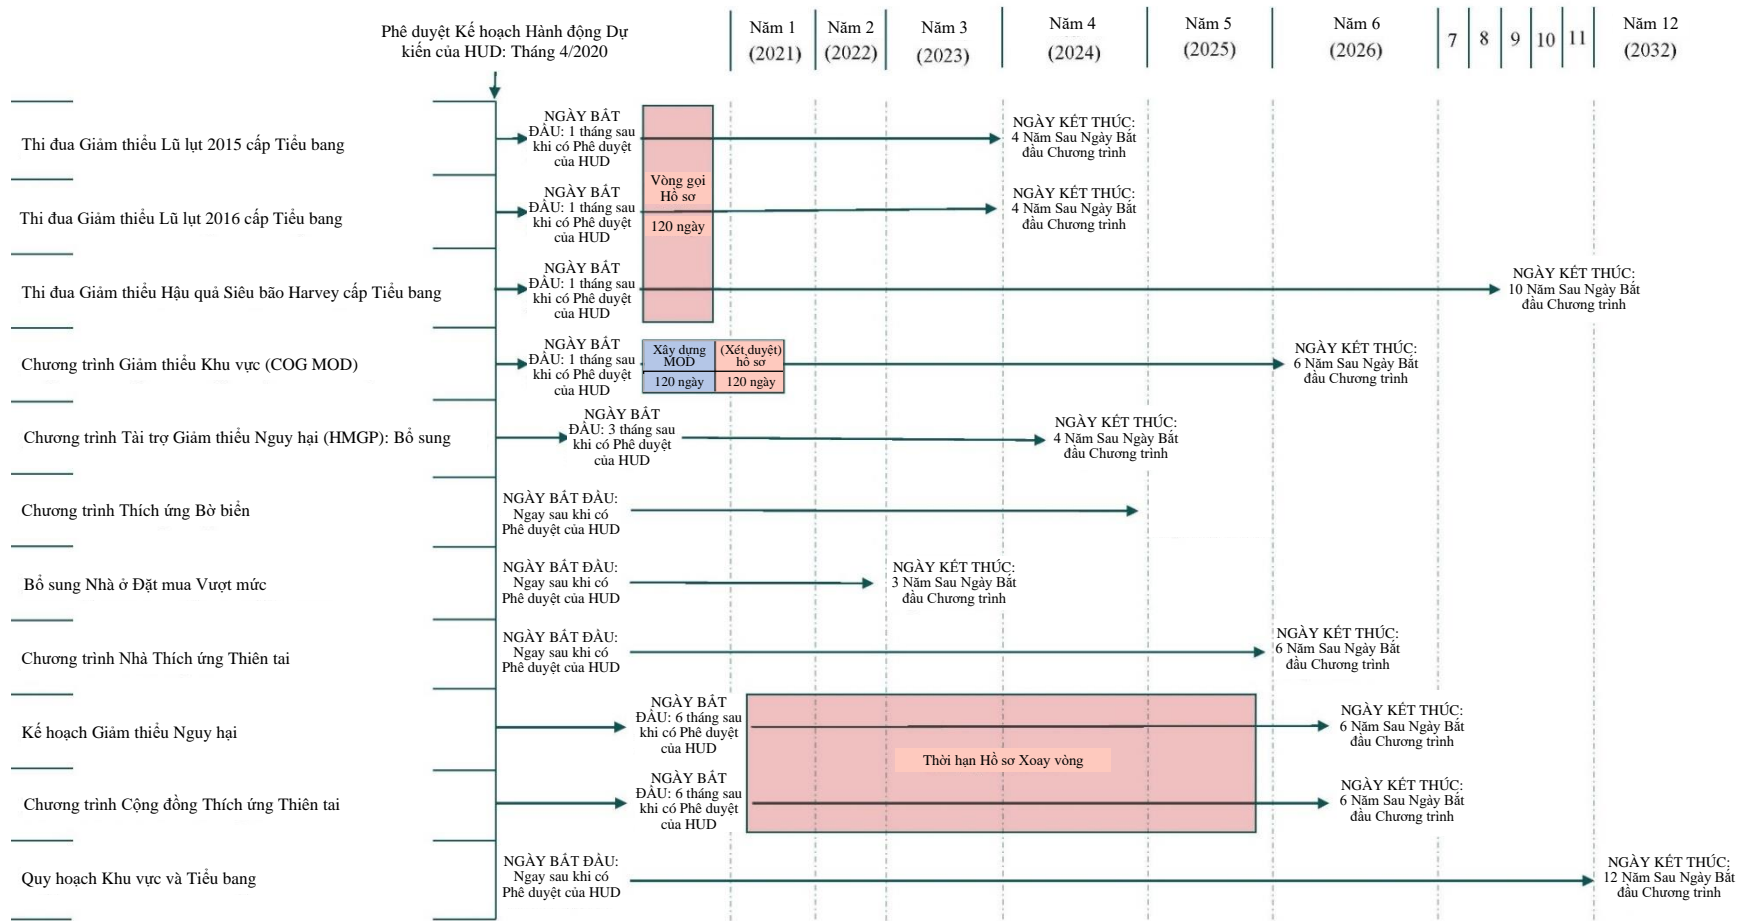 Phê duyệt Kế hoạch Hành động Dự
kiến của HUD: Tháng 4/2020
Năm 1
(2021)
Năm 2
(2022)
Năm 3
(2023)
Năm 4
(2024)
Năm 5
(2025)
Năm 6
(2026)
7
8
9
10
11
Năm 12
(2032)
Thi đua Giảm thiểu Lũ lụt 2015 cấp Tiểu bang
NGÀY BẮT
ĐẦU: 1 tháng sau
khi có Phê duyệt
của HUD
NGÀY KẾT THÚC:
4 Năm Sau Ngày Bắt
đầu Chương trình
Vòng gọi
Hồ sơ
120 ngày
Thi đua Giảm thiểu Lũ lụt 2016 cấp Tiểu bang
NGÀY BẮT
ĐẦU: 1 tháng sau
khi có Phê duyệt
của HUD
NGÀY KẾT THÚC:
4 Năm Sau Ngày Bắt
đầu Chương trình
Thi đua Giảm thiểu Hậu quả Siêu bão Harvey cấp Tiểu bang
NGÀY BẮT
ĐẦU: 1 tháng sau
khi có Phê duyệt
của HUD
NGÀY KẾT THÚC:
10 Năm Sau Ngày Bắt
đầu Chương trình
Chương trình Giảm thiểu Khu vực (COG MOD)
NGÀY BẮT
ĐẦU: 1 tháng sau
khi có Phê duyệt
của HUD
Xây dựng
MOD
120 ngày
(Xét duyệt)
hồ sơ
120 ngày
NGÀY KẾT THÚC:
6 Năm Sau Ngày Bắt
đầu Chương trình
Chương trình Tài trợ Giảm thiểu Nguy hại (HMGP): Bổ sung
NGÀY BẮT
ĐẦU: 3 tháng sau
khi có Phê duyệt
của HUD
NGÀY KẾT THÚC:
4 Năm Sau Ngày Bắt
đầu Chương trình
Chương trình Thích ứng Bờ biển
NGÀY BẮT ĐẦU:
Ngay sau khi có
Phê duyệt của HUD
Bổ sung Nhà ở Đặt mua Vượt mức
NGÀY BẮT ĐẦU:
Ngay sau khi có
Phê duyệt của HUD
NGÀY KẾT THÚC:
3 Năm Sau Ngày Bắt
đầu Chương trình
Chương trình Nhà Thích ứng Thiên tai
NGÀY BẮT ĐẦU:
Ngay sau khi có
Phê duyệt của HUD
NGÀY KẾT THÚC:
6 Năm Sau Ngày Bắt
đầu Chương trình
Kế hoạch Giảm thiểu Nguy hại
NGÀY BẮT
ĐẦU: 6 tháng sau
khi có Phê duyệt
của HUD
NGÀY KẾT THÚC:
6 Năm Sau Ngày Bắt
đầu Chương trình
Thời hạn Hồ sơ Xoay vòng
Chương trình Cộng đồng Thích ứng Thiên tai
NGÀY BẮT
ĐẦU: 6 tháng sau
khi có Phê duyệt
của HUD
NGÀY KẾT THÚC:
6 Năm Sau Ngày Bắt
đầu Chương trình
Quy hoạch Khu vực và Tiểu bang
NGÀY BẮT ĐẦU:
Ngay sau khi có
Phê duyệt của HUD
NGÀY KẾT THÚC:
12 Năm Sau Ngày Bắt
đầu Chương trình